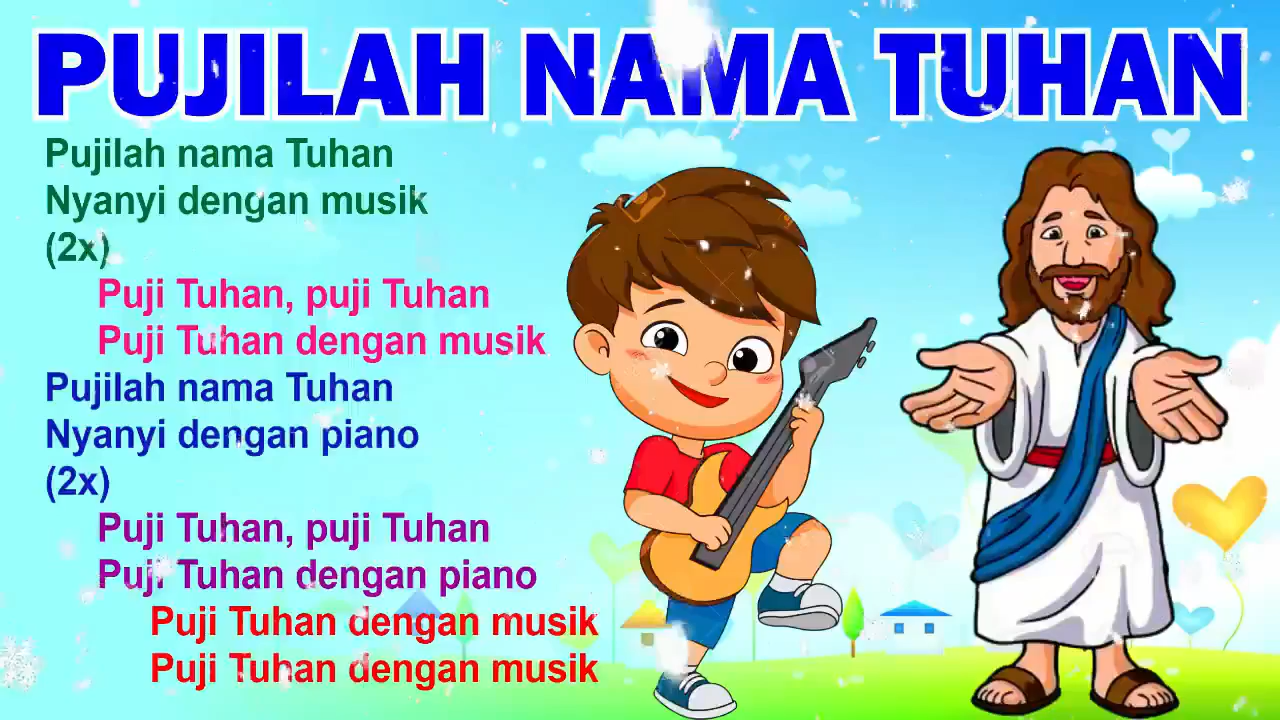 PUJILAH NAMA TUHAN
Pujilah nama Tuhan
Nyanyi dengan musik
(2x)
Puji Tuhan, puji Tuhan
Puji Tuhan dengan musik
Pujilah nama Tuhan
Nyanyi dengan piano
(2x)
Puji Tuhan, puji Tuhan
Puji Tuhan dengan piano
Puji Tuhan dengan musik
Puji Tuhan dengan musik